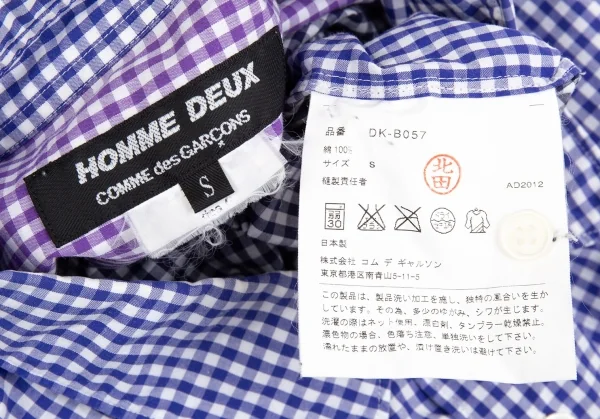 HOMME DEUX
COMME des GARÇONS
S
品番 DK-B057
綿 100%
サイズ S
縫製責任者
北田
AD2012
30
日本製
株式会社 コム デ ギャルソン
東京都港区南青山5-11-5
この製品は、製品洗い加工を施し、独特の風合いを生か
しています。その為、多少のゆがみ、シワが生じます。
洗濯の際はネット使用、漂白剤、タンブラー乾燥禁止。
濃色物の場合、色落ち注意、単独洗いをして下さい。
濡れたままの放置や、漬け置き洗いは避けて下さい。